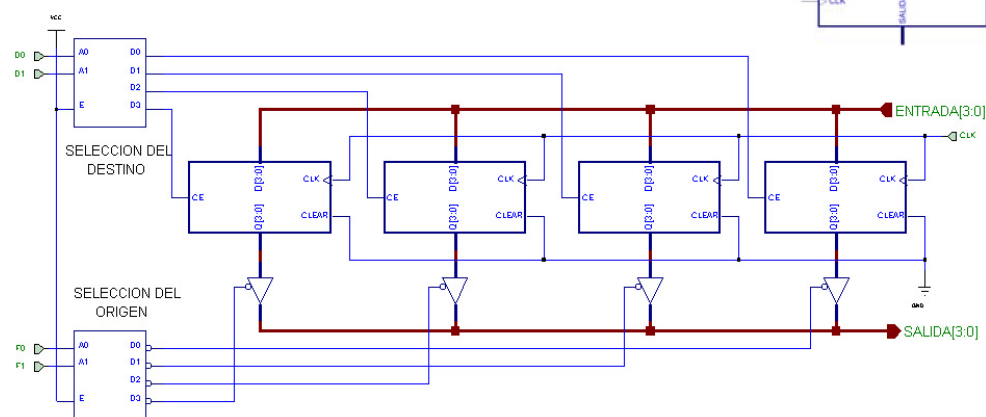 CLK
SALID
VCC
D0
D1
A0
A1
E
D0
D1
D2
D3
SELECCION DEL
DESTINO
ENTRADA[3:0]
CLK
D[3:0]
CLK
CE
CLEAR
Q[3:0]
D[3:0]
CLK
CE
CLEAR
Q[3:0]
D[3:0]
CLK
CE
CLEAR
Q[3:0]
D[3:0]
CLK
CE
CLEAR
Q[3:0]
GND
SELECCION DEL
ORIGEN
SALIDA[3:0]
F0
F1
A0
A1
E
D0
D1
D2
D3